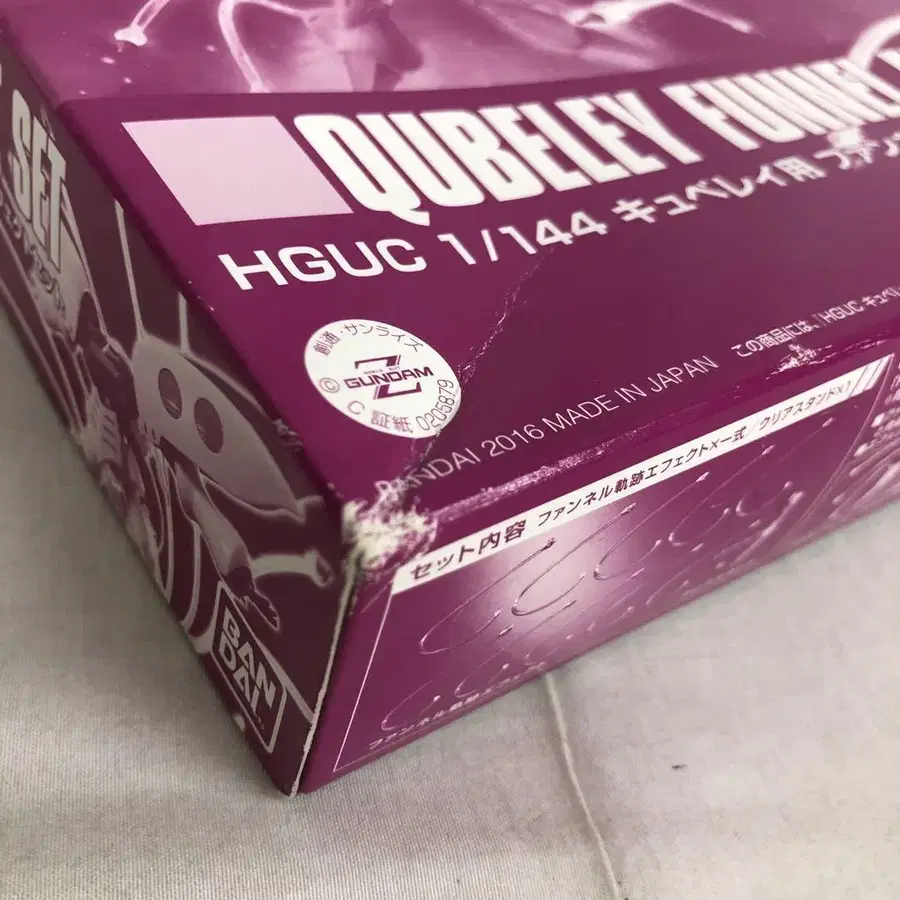 QUBELEY FUNNEL
HGUC 1/144 キュベレイ用 ファン
創通・サンライズ
Z
GUNDAM
©
証紙 0205879
BANDAI 2016 MADE IN JAPAN この商品には、「HGUC キュベレイ
セット内容 ファンネル軌跡エフェクト×一式/クリアスタンド×1
SET
BAN
DAI